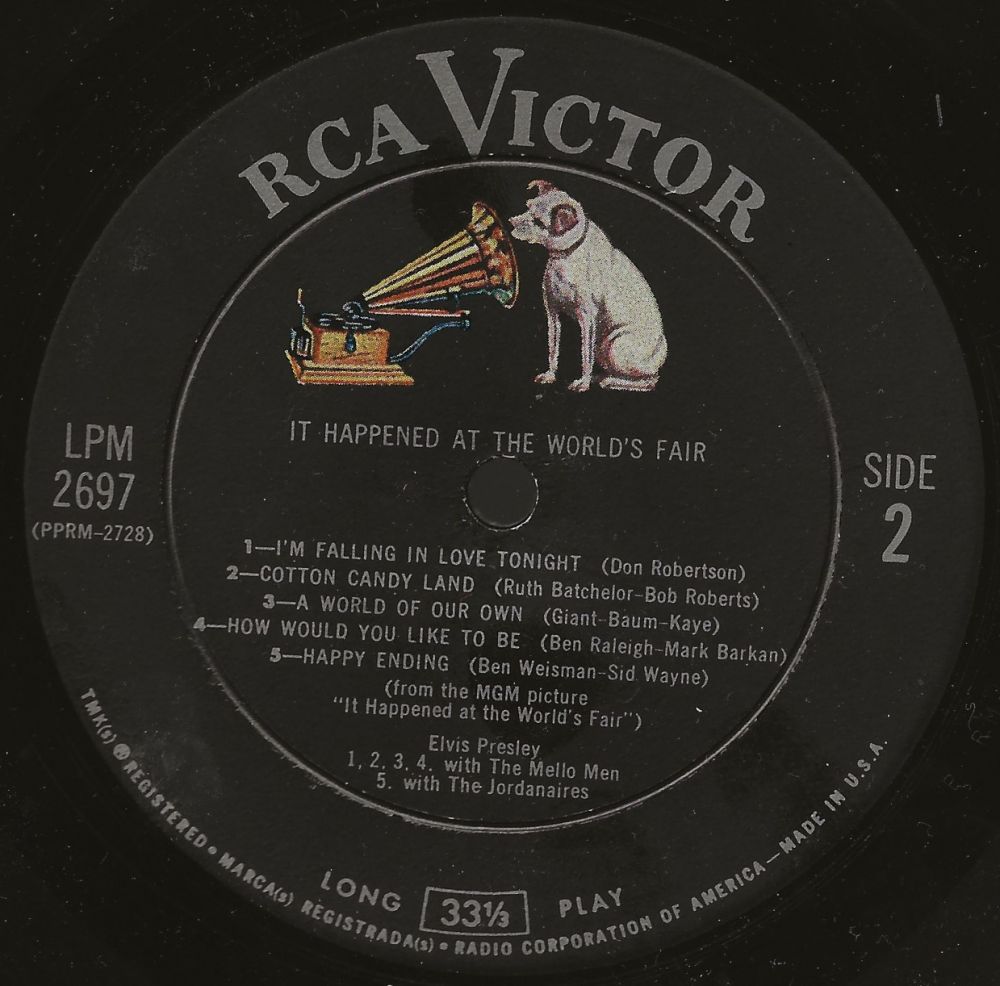 RCA VICTOR
IT HAPPENED AT THE WORLD'S FAIR
LPM
2697
(PPRM-2728)
SIDE
2
1—I'M FALLING IN LOVE TONIGHT (Don Robertson)
2—COTTON CANDY LAND (Ruth Batchelor-Bob Roberts)
3—A WORLD OF OUR OWN (Giant-Baum-Kaye)
4—HOW WOULD YOU LIKE TO BE (Ben Raleigh-Mark Barkan)
5—HAPPY ENDING (Ben Weisman-Sid Wayne)
(from the MGM picture
"It Happened at the World's Fair")
Elvis Presley
1, 2, 3, 4. with The Mello Men
5. with The Jordanaires
LONG 33⅓ PLAY
TMK(s) ®REGISTERED • MARCA(s) REGISTRADA(s) • RADIO CORPORATION OF AMERICA—MADE IN U.S.A.